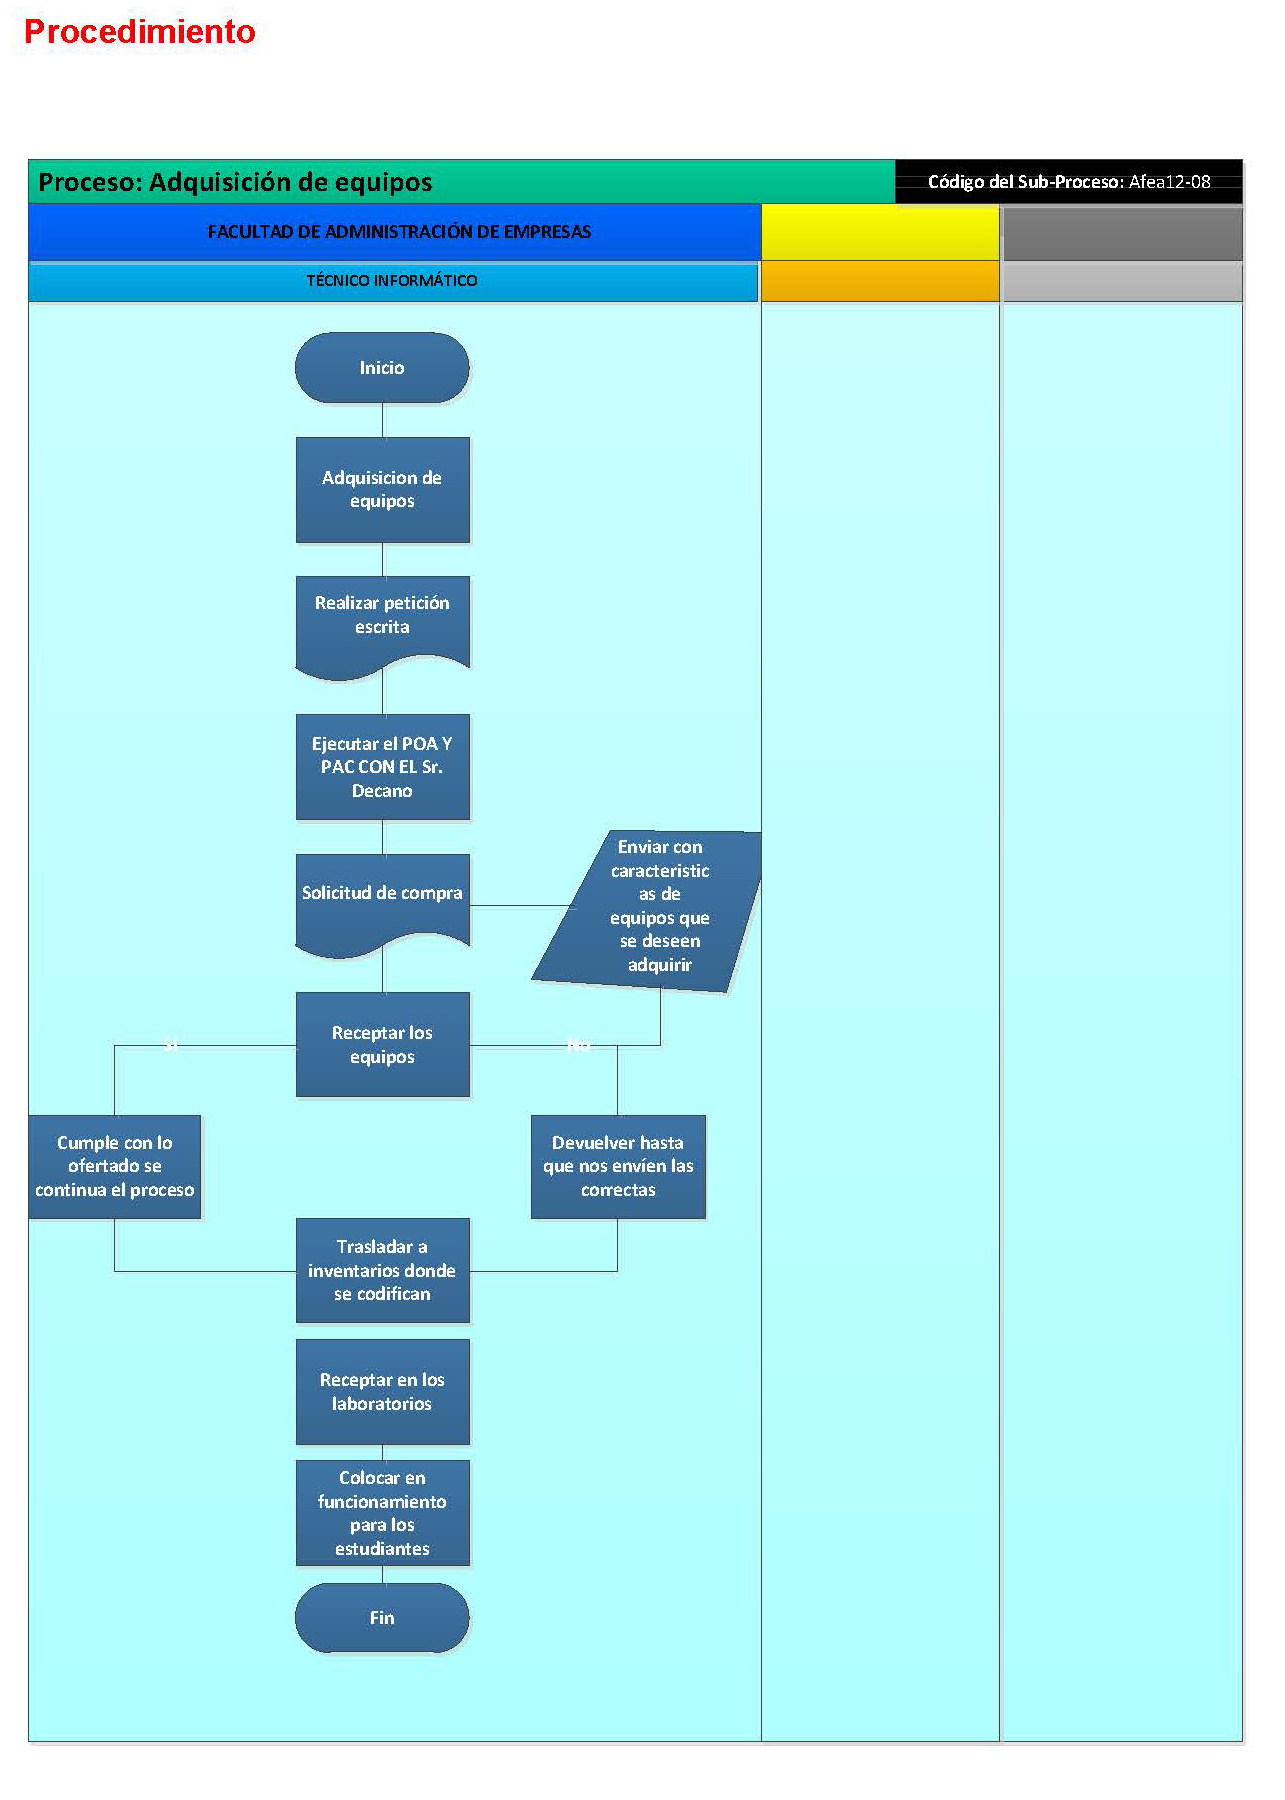 Procedimiento
Proceso: Adquisición de equipos
Código del Sub-Proceso: Afea12-08
FACULTAD DE ADMINISTRACIÓN DE EMPRESAS
TÉCNICO INFORMÁTICO
Inicio
Adquisicion de
equipos
Realizar petición
escrita
Ejecutar el POA Y
PAC CON EL Sr.
Decano
Solicitud de compra
Enviar con
caracteristic
as de
equipos que
se deseen
adquirir
Receptar los
equipos
Si
No
Cumple con lo
ofertado se
continua el proceso
Devuelver hasta
que nos envíen las
correctas
Trasladar a
inventarios donde
se codifican
Receptar en los
laboratorios
Colocar en
funcionamiento
para los
estudiantes
Fin